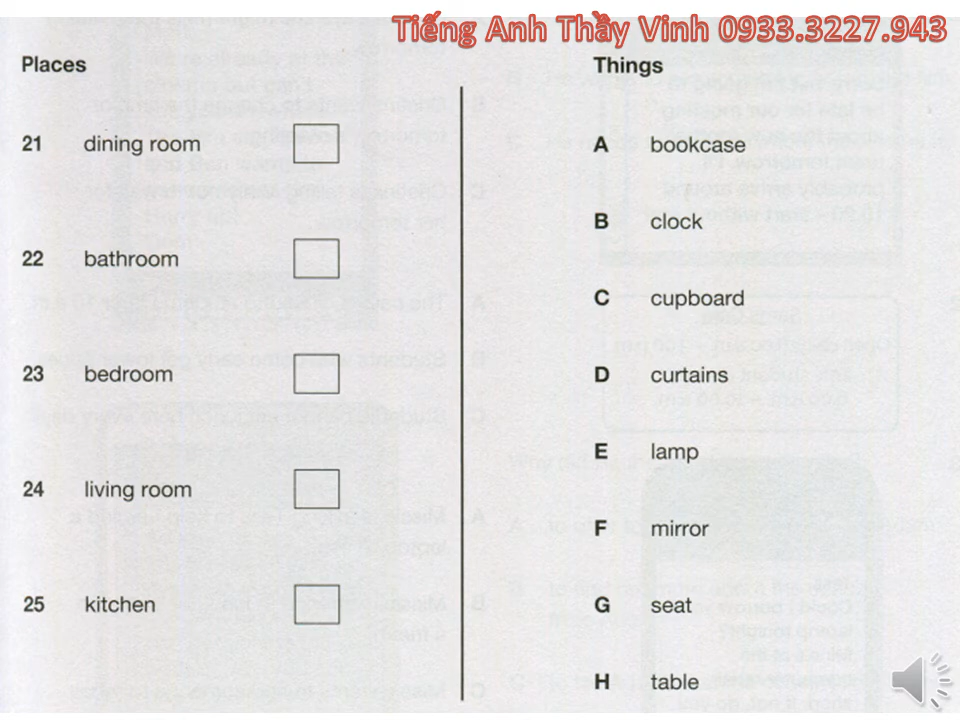 Tiếng Anh Thầy Vinh 0933.3227.943
Places
21 dining room
22 bathroom
23 bedroom
24 living room
25 kitchen
Things
A bookcase
B clock
C cupboard
D curtains
E lamp
F mirror
G seat
H table